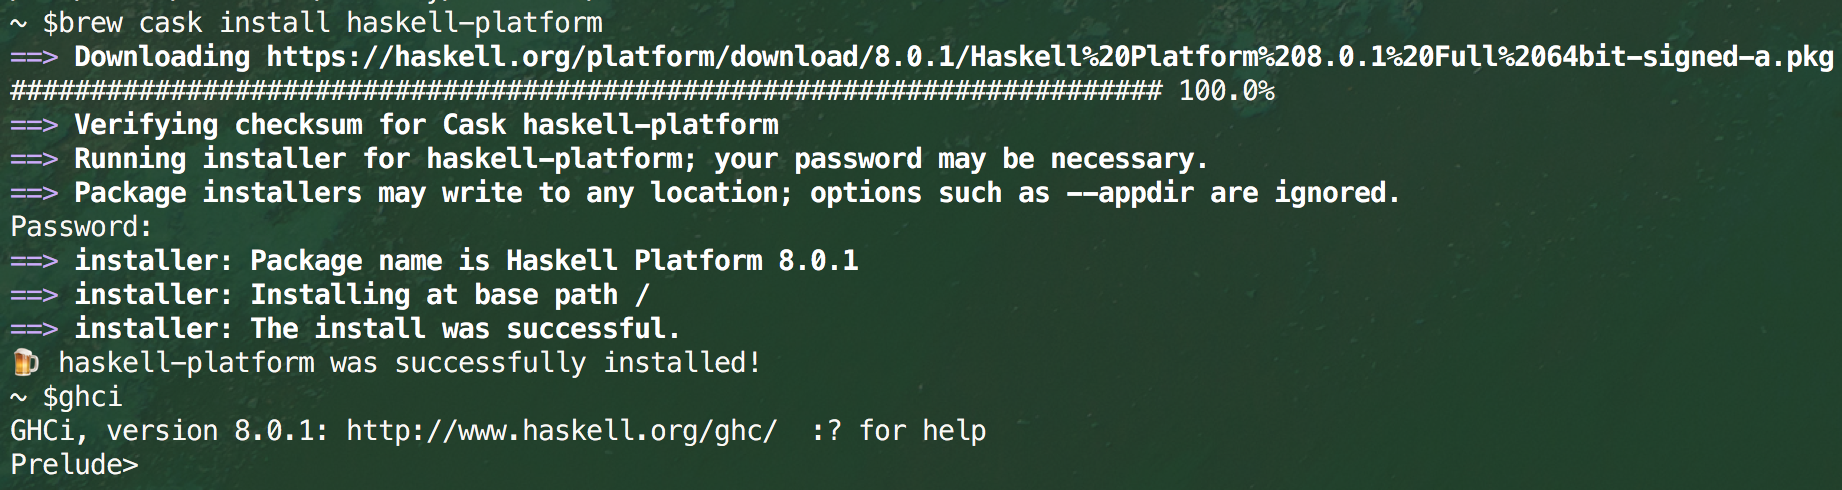 ~ $brew cask install haskell-platform
==> Downloading https://haskell.org/platform/download/8.0.1/Haskell%20Platform%208.0.1%20Full%2064bit-signed-a.pkg
######################################################################## 100.0%
==> Verifying checksum for Cask haskell-platform
==> Running installer for haskell-platform; your password may be necessary.
==> Package installers may write to any location; options such as --appdir are ignored.
Password:
==> installer: Package name is Haskell Platform 8.0.1
==> installer: Installing at base path /
==> installer: The install was successful.
🍺 haskell-platform was successfully installed!
~ $ghci
GHCi, version 8.0.1: http://www.haskell.org/ghc/  :? for help
Prelude>